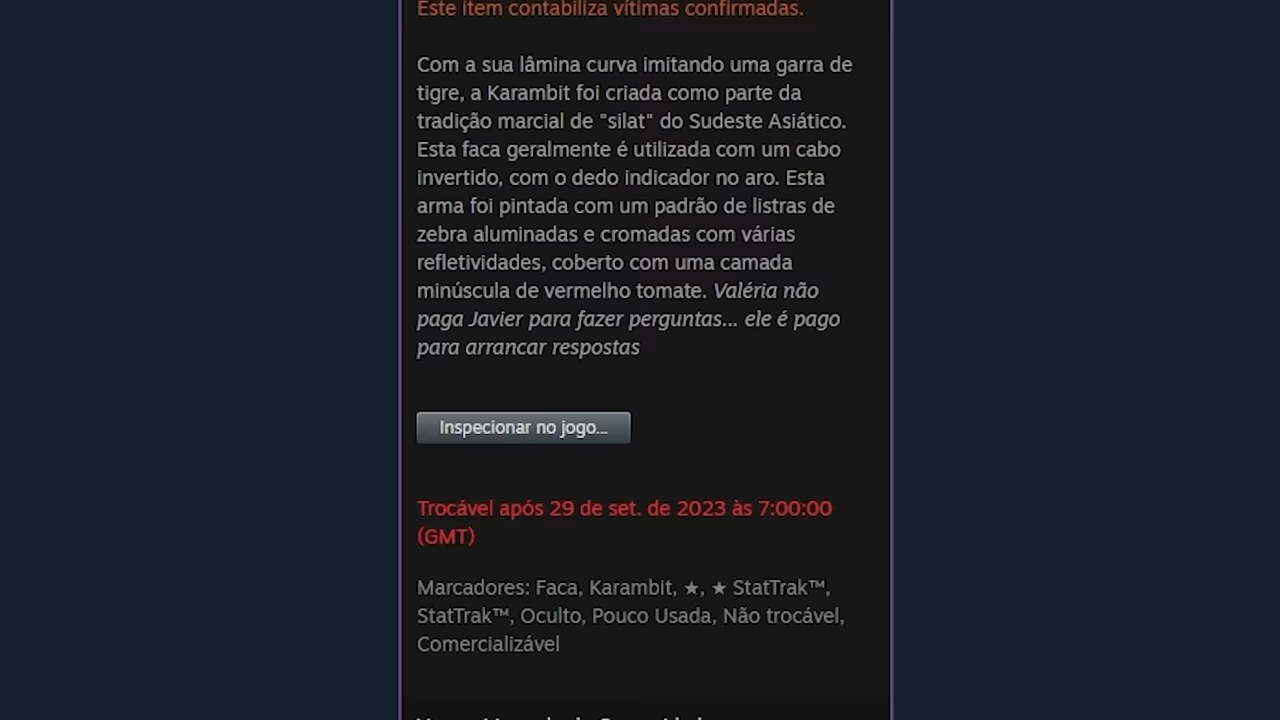 Este item contabiliza vítimas confirmadas.
Com a sua lâmina curva imitando uma garra de
tigre, a Karambit foi criada como parte da
tradição marcial de "silat" do Sudeste Asiático.
Esta faca geralmente é utilizada com um cabo
invertido, com o dedo indicador no aro. Esta
arma foi pintada com um padrão de listras de
zebra aluminadas e cromadas com várias
refletividades, coberto com uma camada
minúscula de vermelho tomate. Valéria não
paga Javier para fazer perguntas... ele é pago
para arrancar respostas
Inspecionar no jogo...
Trocável após 29 de set. de 2023 às 7:00:00
(GMT)
Marcadores: Faca, Karambit, ★, ★ StatTrak™,
StatTrak™, Oculto, Pouco Usada, Não trocável,
Comercializável